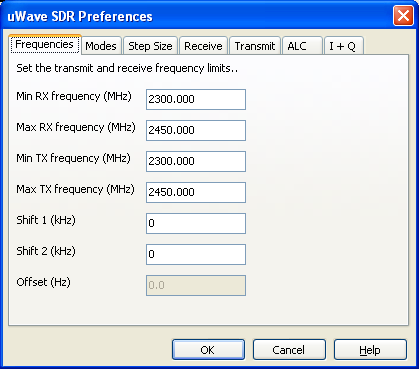 uWave SDR Preferences
Frequencies Modes Step Size Receive Transmit ALC I + Q
Set the transmit and receive frequency limits..
Min RX frequency (MHz) 2300.000
Max RX frequency (MHz) 2450.000
Min TX frequency (MHz) 2300.000
Max TX frequency (MHz) 2450.000
Shift 1 (kHz) 0
Shift 2 (kHz) 0
Offset (Hz) 0.0
OK Cancel Help